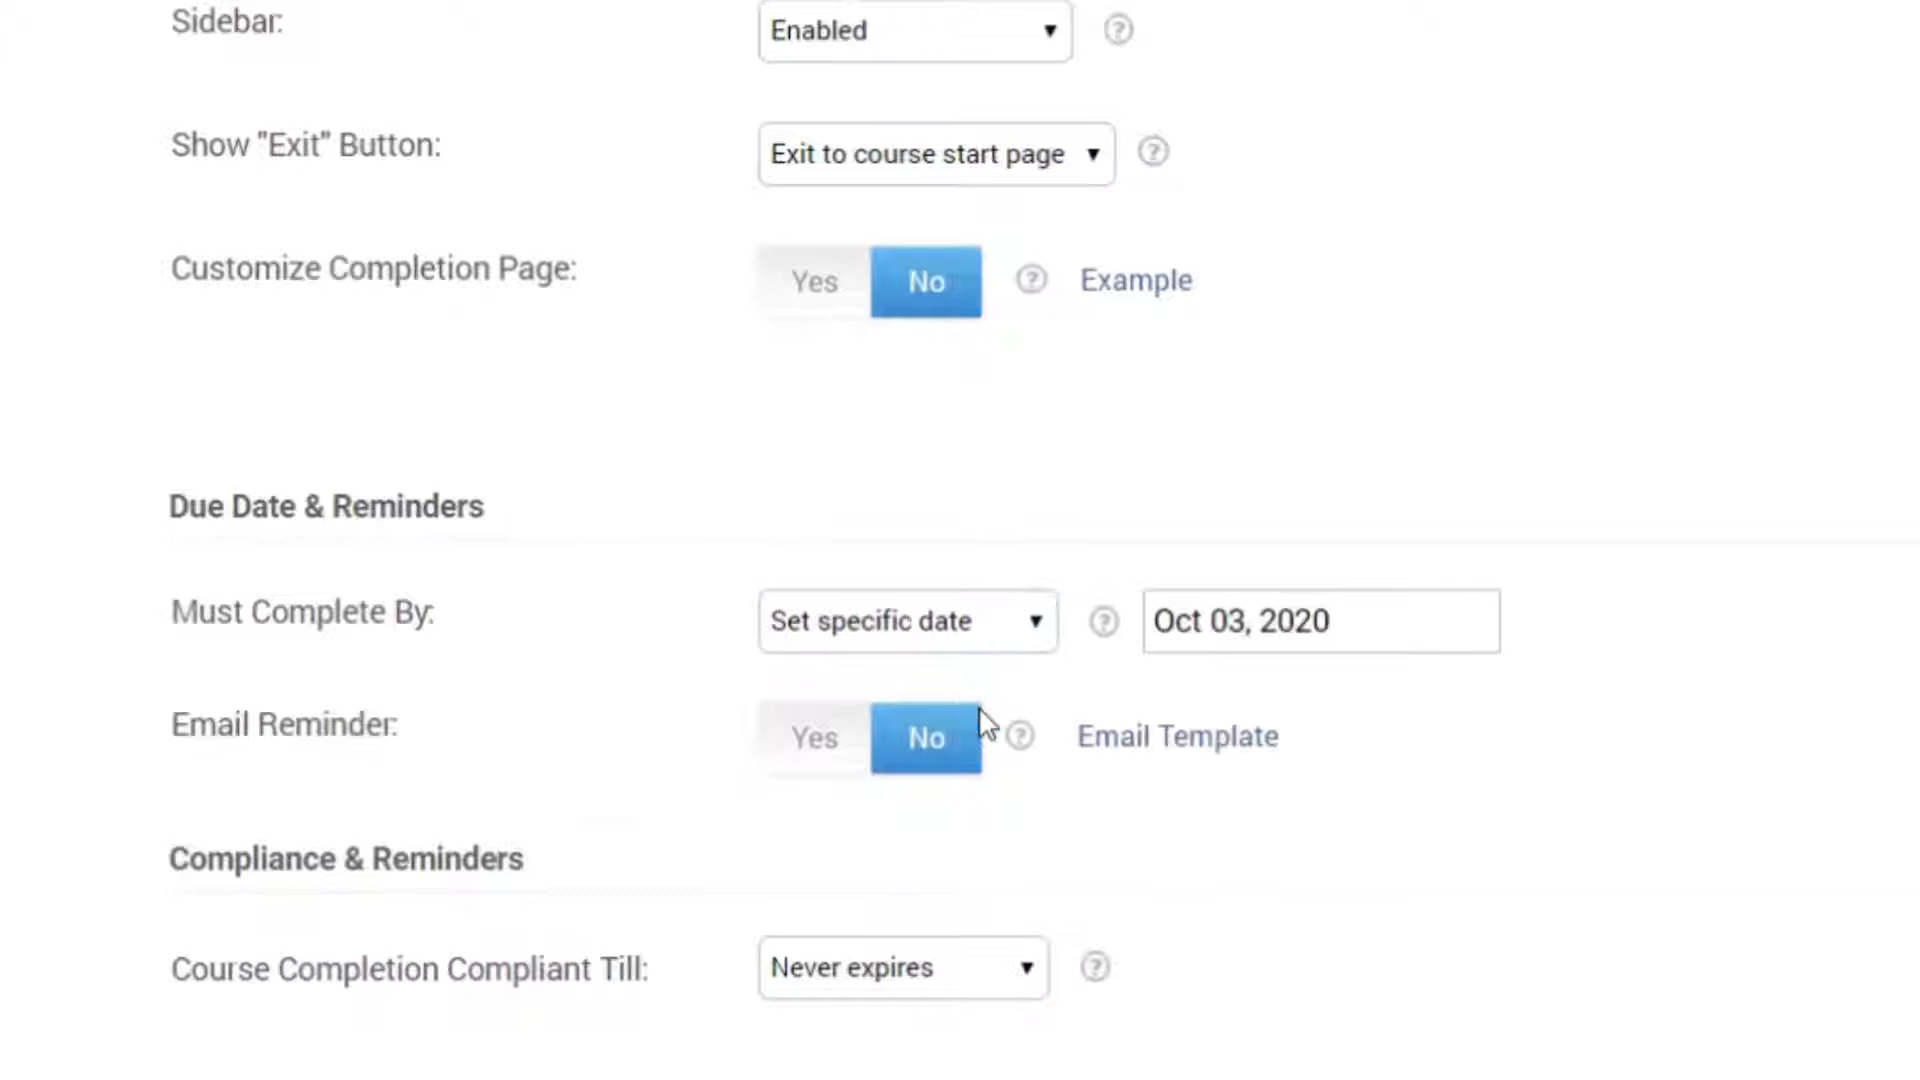 Sidebar:
Enabled
Show "Exit" Button:
Exit to course start page
Customize Completion Page:
Yes No Example
Due Date & Reminders
Must Complete By:
Set specific date
Oct 03, 2020
Email Reminder:
Yes No Email Template
Compliance & Reminders
Course Completion Compliant Till:
Never expires